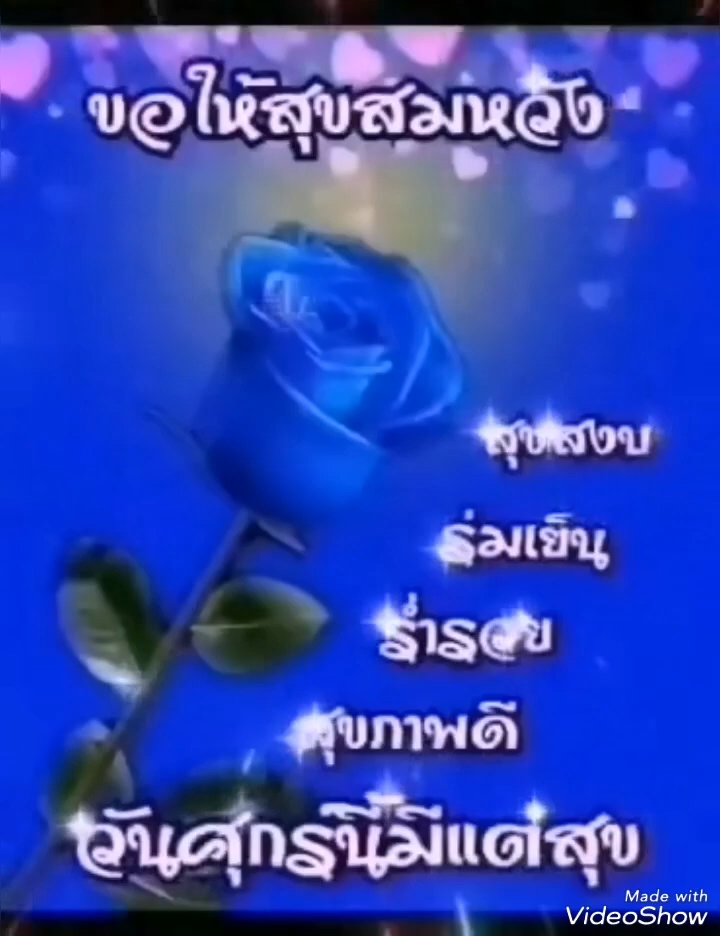 ขอให้สุขสมหวัง
สุขสงบ
ร่มเย็น
ร่ำรวย
สุขภาพดี
วันศุกร์นี้มีแต่สุข
Made with
VideoShow